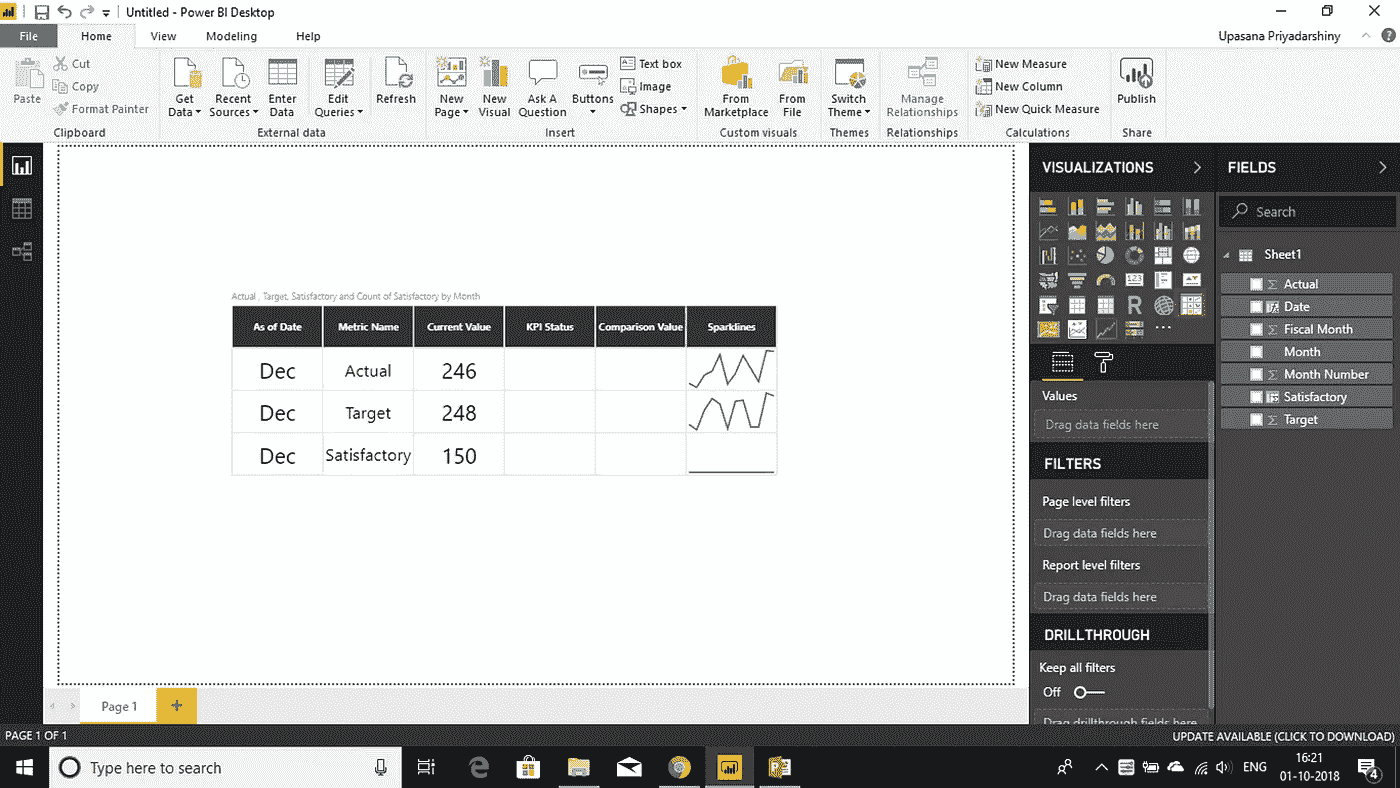 Untitled - Power BI Desktop
File
Home
View
Modeling
Help
Upasana Priyadarshiny
Paste
Cut
Copy
Format Painter
Clipboard
Get
Data
Recent
Sources
Enter
Data
Edit
Queries
Refresh
External data
New
Page
New
Visual
Ask A
Question
Buttons
Text box
Image
Shapes
Insert
From
Marketplace
From
File
Custom visuals
Switch
Theme
Themes
Manage
Relationships
Relationships
New Measure
New Column
New Quick Measure
Calculations
Publish
Share
Actual , Target, Satisfactory and Count of Satisfactory by Month
As of Date Metric Name Current Value KPI Status Comparison Value Sparklines
Dec Actual 246
Dec Target 248
Dec Satisfactory 150
VISUALIZATIONS
123
R
Values
Drag data fields here
FILTERS
Page level filters
Drag data fields here
Report level filters
Drag data fields here
DRILLTHROUGH
Keep all filters
Off
Drag drillthrough fields here
FIELDS
Search
Sheet1
Σ Actual
Date
Σ Fiscal Month
Month
Σ Month Number
Satisfactory
Σ Target
Page 1
PAGE 1 OF 1
UPDATE AVAILABLE (CLICK TO DOWNLOAD)
Type here to search
ENG
16:21
01-10-2018
4